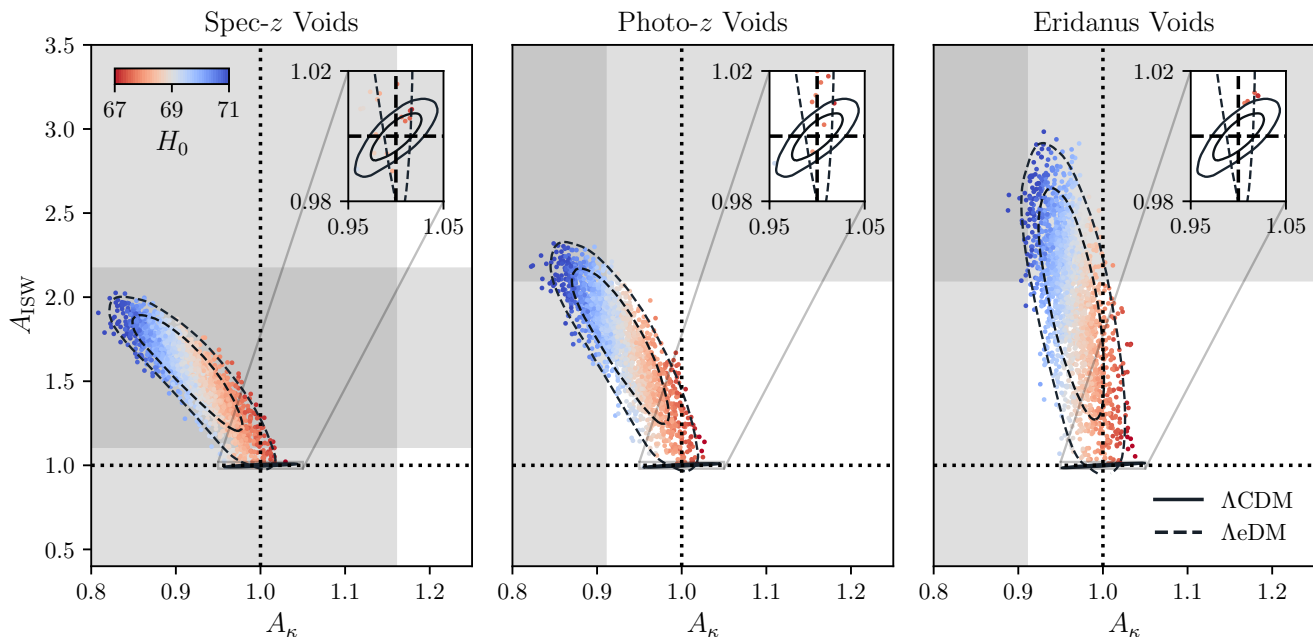 Spec-z Voids
Photo-z Voids
Eridanus Voids
3.5
3.0
2.5
2.0
1.5
1.0
0.5
A_ISW
67 69 71
H_0
1.02
0.98
0.95 1.05
1.02
0.98
0.95 1.05
1.02
0.98
0.95 1.05
ΛCDM
ΛeDM
0.8 0.9 1.0 1.1 1.2
0.8 0.9 1.0 1.1 1.2
0.8 0.9 1.0 1.1 1.2
A_κ
A_κ
A_κ